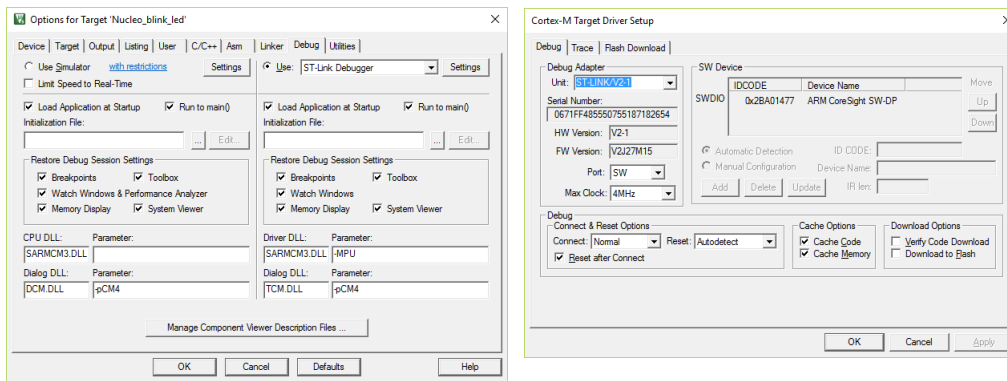 Options for Target 'Nucleo_blink_led'
Device Target Output Listing User C/C++ Asm Linker Debug Utilities
Use Simulator with restrictions Settings
Limit Speed to Real-Time
Use: ST-Link Debugger Settings
Load Application at Startup Run to main()
Initialization File:
... Edit...
Restore Debug Session Settings
Breakpoints Toolbox
Watch Windows & Performance Analyzer
Memory Display System Viewer
Load Application at Startup Run to main()
Initialization File:
... Edit...
Restore Debug Session Settings
Breakpoints Toolbox
Watch Windows
Memory Display System Viewer
CPU DLL: Parameter:
SARMCM3.DLL
Dialog DLL: Parameter:
DCM.DLL -pCM4
Driver DLL: Parameter:
SARMCM3.DLL -MPU
Dialog DLL: Parameter:
TCM.DLL -pCM4
Manage Component Viewer Description Files ...
OK Cancel Defaults Help
Cortex-M Target Driver Setup
Debug Trace Flash Download
Debug Adapter
Unit: ST-LINK/V2-1
Serial Number:
0671FF485550755187182654
HW Version: V2-1
FW Version: V2J27M15
Port: SW
Max Clock: 4MHz
SW Device
IDCODE Device Name Move
SWDIO 0x2BA01477 ARM CoreSight SW-DP Up
Down
Automatic Detection ID CODE:
Manual Configuration Device Name:
Add Delete Update IR len:
Debug
Connect & Reset Options
Connect: Normal Reset: Autodetect
Reset after Connect
Cache Options
Cache Code
Cache Memory
Download Options
Verify Code Download
Download to Flash
OK Cancel Apply